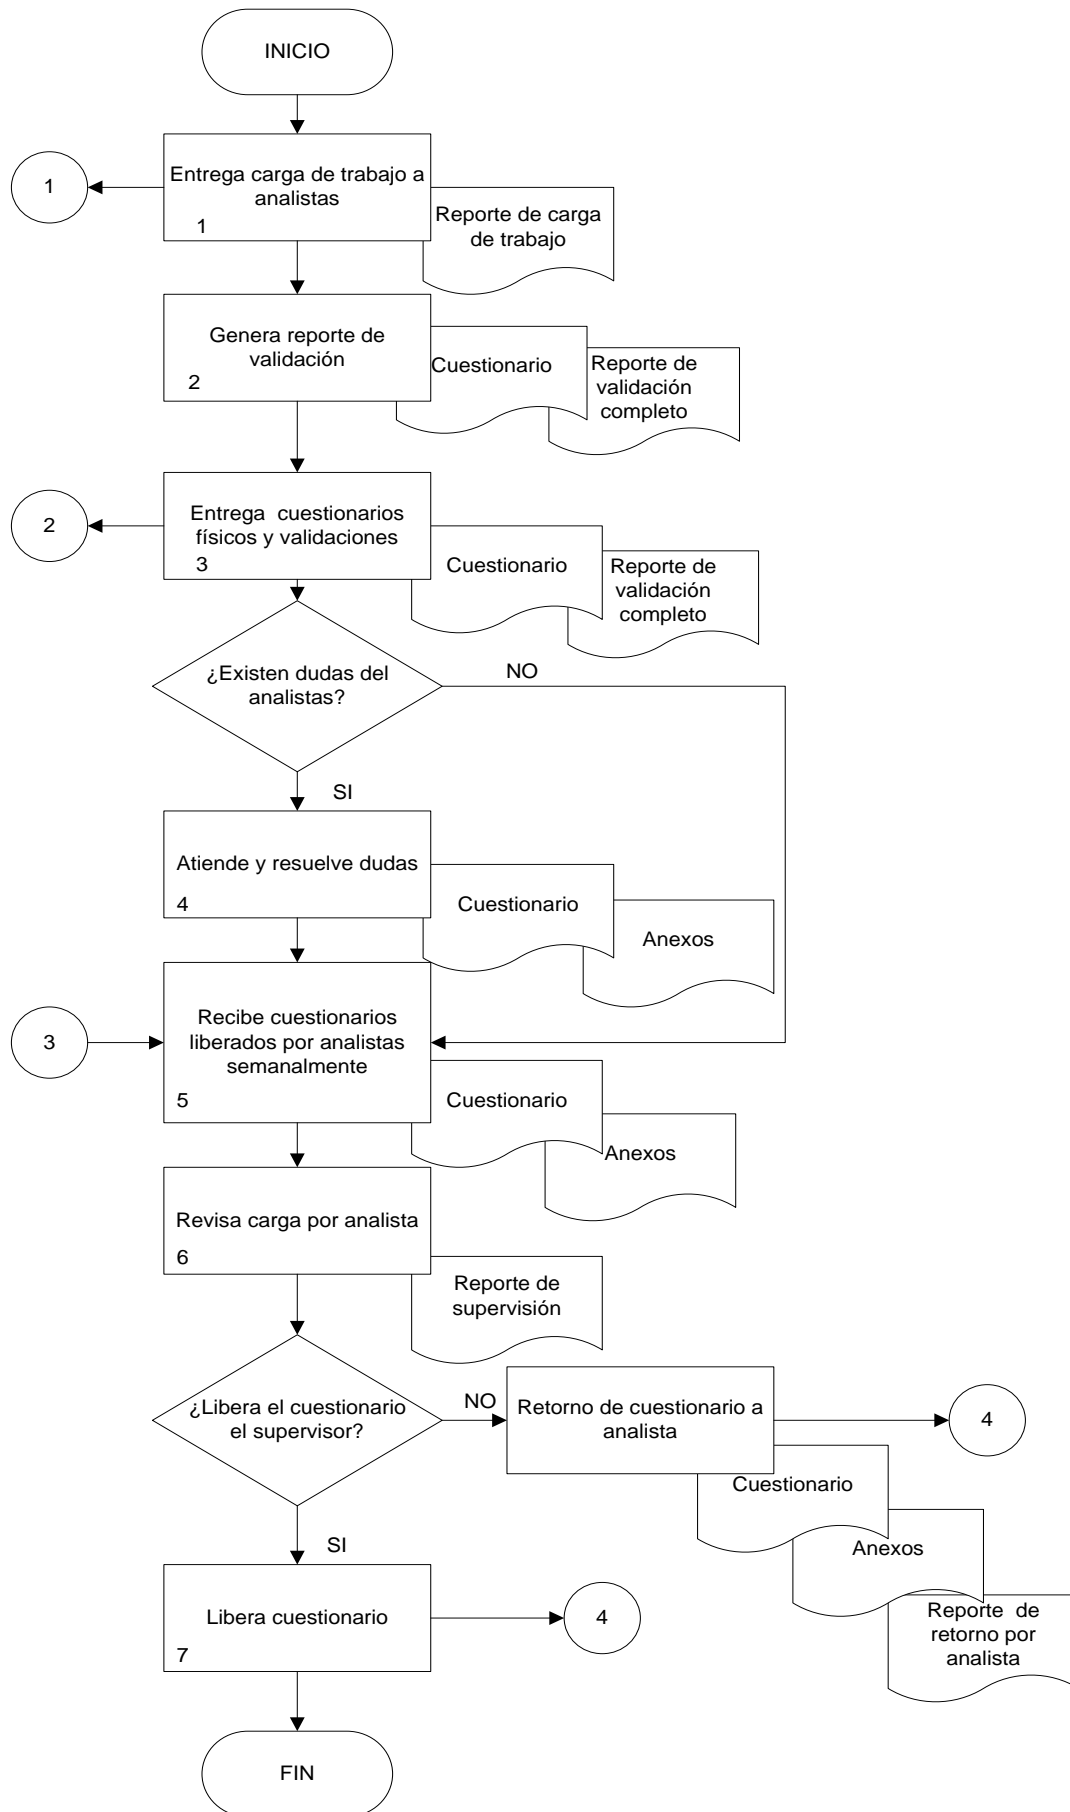 INICIO
1
Entrega carga de trabajo a
analistas
1
Reporte de carga
de trabajo
Genera reporte de
validación
2
Cuestionario
Reporte de
validación
completo
2
Entrega  cuestionarios
físicos y validaciones
3
Cuestionario
Reporte de
validación
completo
¿Existen dudas del
analistas?
NO
SI
Atiende y resuelve dudas
4
Cuestionario
Anexos
3
Recibe cuestionarios
liberados por analistas
semanalmente
5
Cuestionario
Anexos
Revisa carga por analista
6
Reporte de
supervisión
¿Libera el cuestionario
el supervisor?
NO
Retorno de cuestionario a
analista
4
Cuestionario
Anexos
Reporte  de
retorno por
analista
SI
Libera cuestionario
7
4
FIN